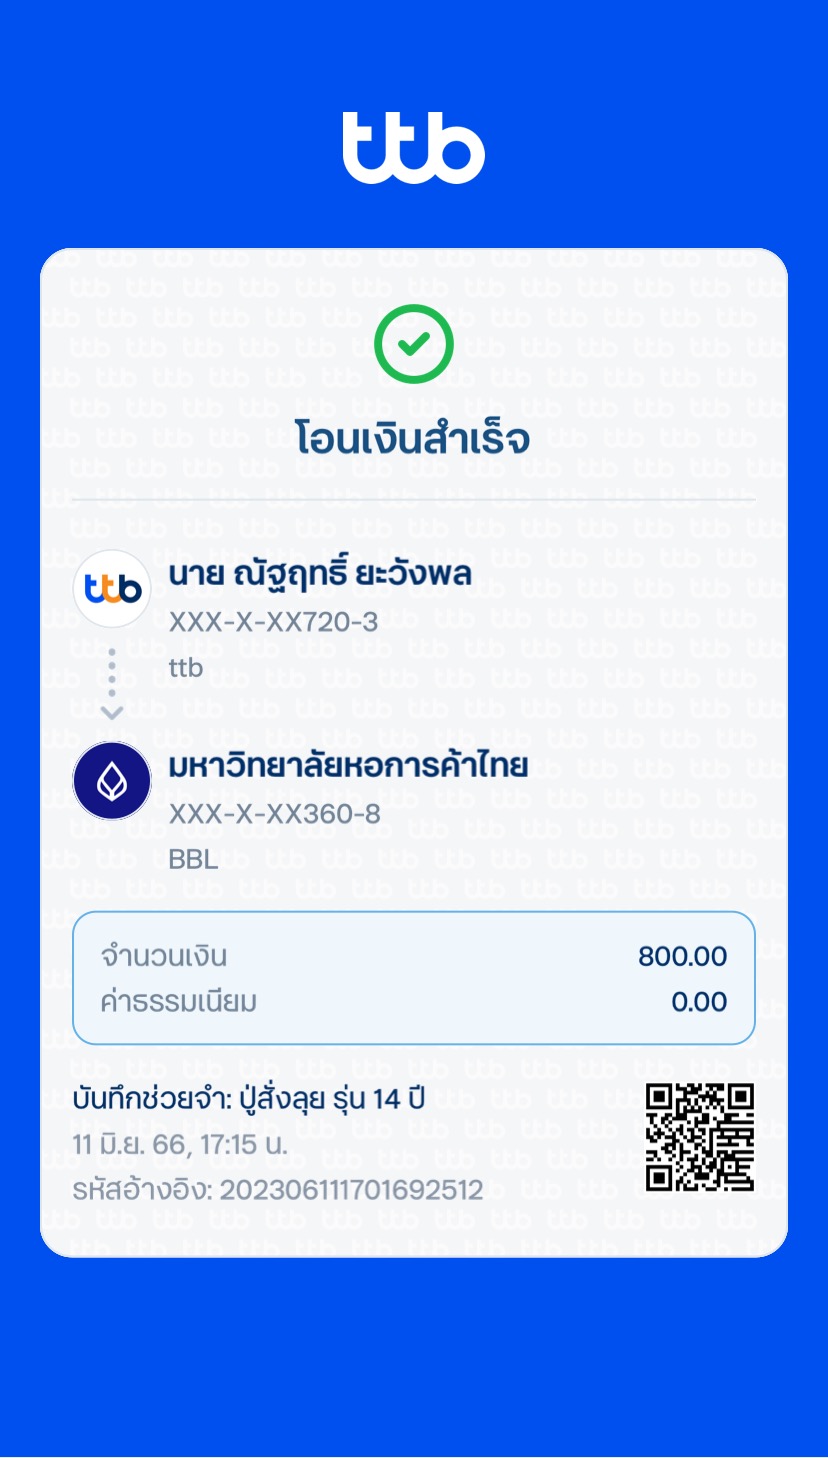 ttb
โอนเงินสำเร็จ
ttb
นาย ณัฐฤทธิ์ ยะวังพล
XXX-X-XX720-3
ttb
มหาวิทยาลัยหอการค้าไทย
XXX-X-XX360-8
BBL
จำนวนเงิน 800.00
ค่าธรรมเนียม 0.00
บันทึกช่วยจำ: ปู่สั่งลุย รุ่น 14 ปี
11 มิ.ย. 66, 17:15 น.
รหัสอ้างอิง: 202306111701692512